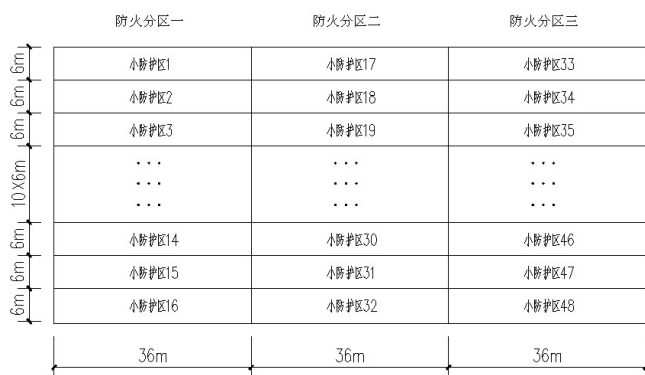 防火分区一 防火分区二 防火分区三
6m 小防护区1 小防护区17 小防护区33
6m 小防护区2 小防护区18 小防护区34
6m 小防护区3 小防护区19 小防护区35
10X6m
6m 小防护区14 小防护区30 小防护区46
6m 小防护区15 小防护区31 小防护区47
6m 小防护区16 小防护区32 小防护区48
36m 36m 36m